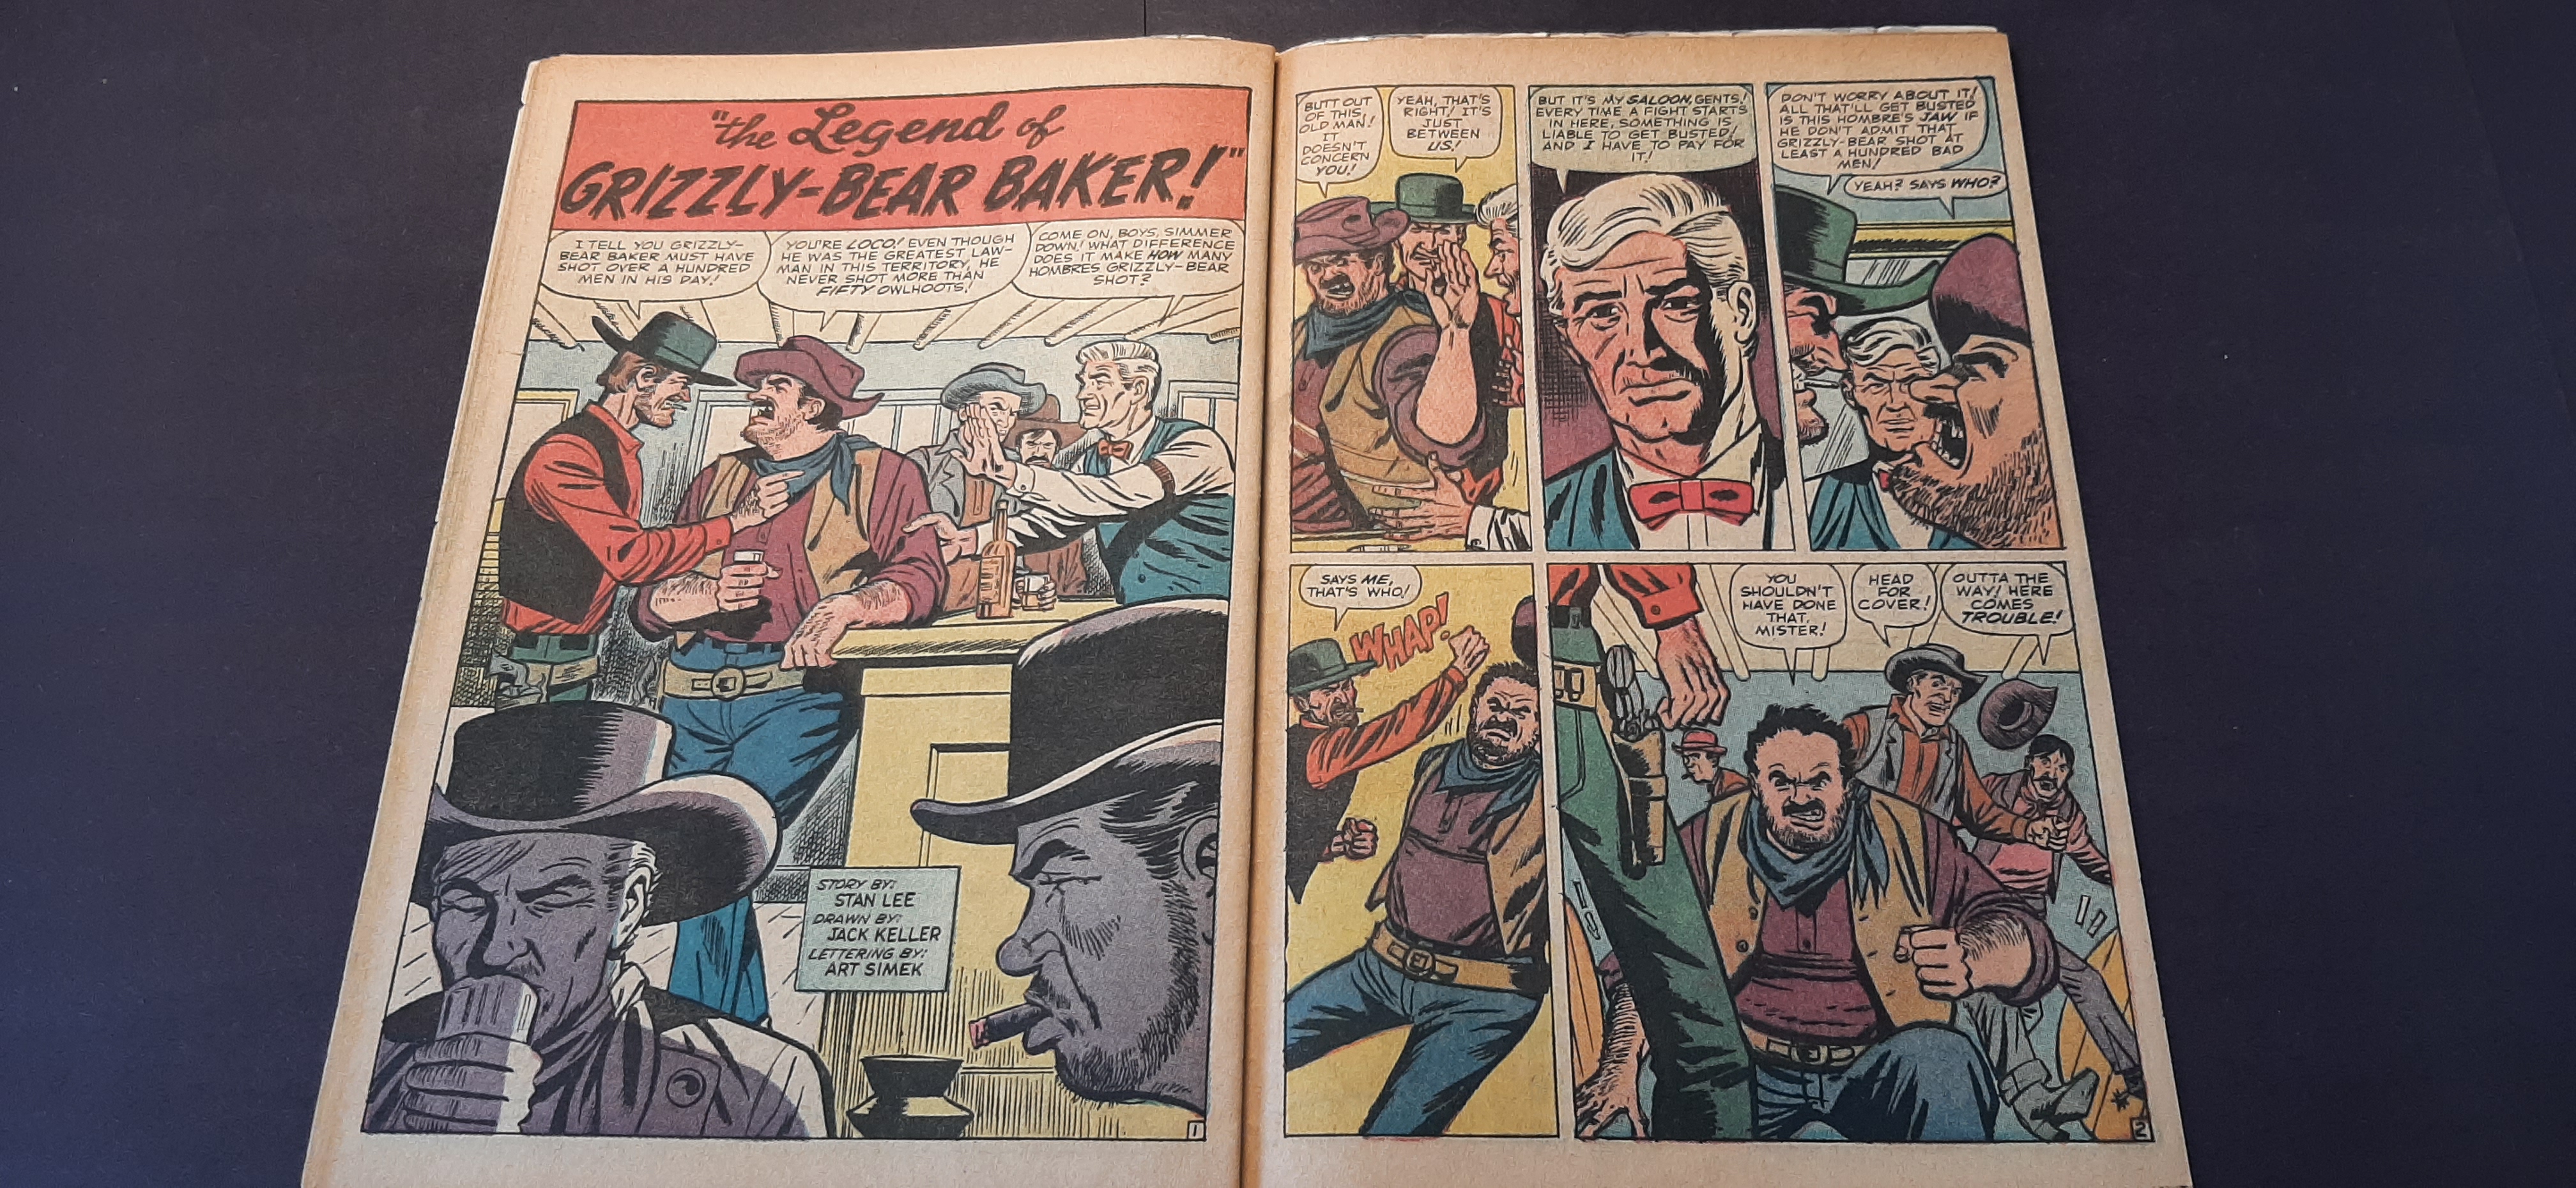 "the Legend of
GRIZZLY-BEAR BAKER!"
I TELL YOU GRIZZLY-
BEAR BAKER MUST HAVE
SHOT OVER A HUNDRED
MEN IN HIS DAY!
YOU'RE LOCO! EVEN THOUGH
HE WAS THE GREATEST LAW-
MAN IN THIS TERRITORY, HE
NEVER SHOT MORE THAN
FIFTY OWLHOOTS!
COME ON, BOYS, SIMMER
DOWN! WHAT DIFFERENCE
DOES IT MAKE HOW MANY
HOMBRES GRIZZLY-BEAR
SHOT?
STORY BY:
STAN LEE
DRAWN BY:
JACK KELLER
LETTERING BY:
ART SIMEK
1
BUTT OUT
OF THIS,
OLD MAN!
IT
DOESN'T
CONCERN
YOU!
YEAH, THAT'S
RIGHT! IT'S
JUST
BETWEEN
US!
BUT IT'S MY SALOON, GENTS!
EVERY TIME A FIGHT STARTS
IN HERE, SOMETHING IS
LIABLE TO GET BUSTED!
AND I HAVE TO PAY FOR
IT!
DON'T WORRY ABOUT IT!
ALL THAT'LL GET BUSTED
IS THIS HOMBRE'S JAW IF
HE DON'T ADMIT THAT
GRIZZLY-BEAR SHOT AT
LEAST A HUNDRED BAD
MEN!
YEAH? SAYS WHO?
SAYS ME,
THAT'S WHO!
WHAP!
YOU
SHOULDN'T
HAVE DONE
THAT,
MISTER!
HEAD
FOR
COVER!
OUTTA THE
WAY! HERE
COMES
TROUBLE!
2